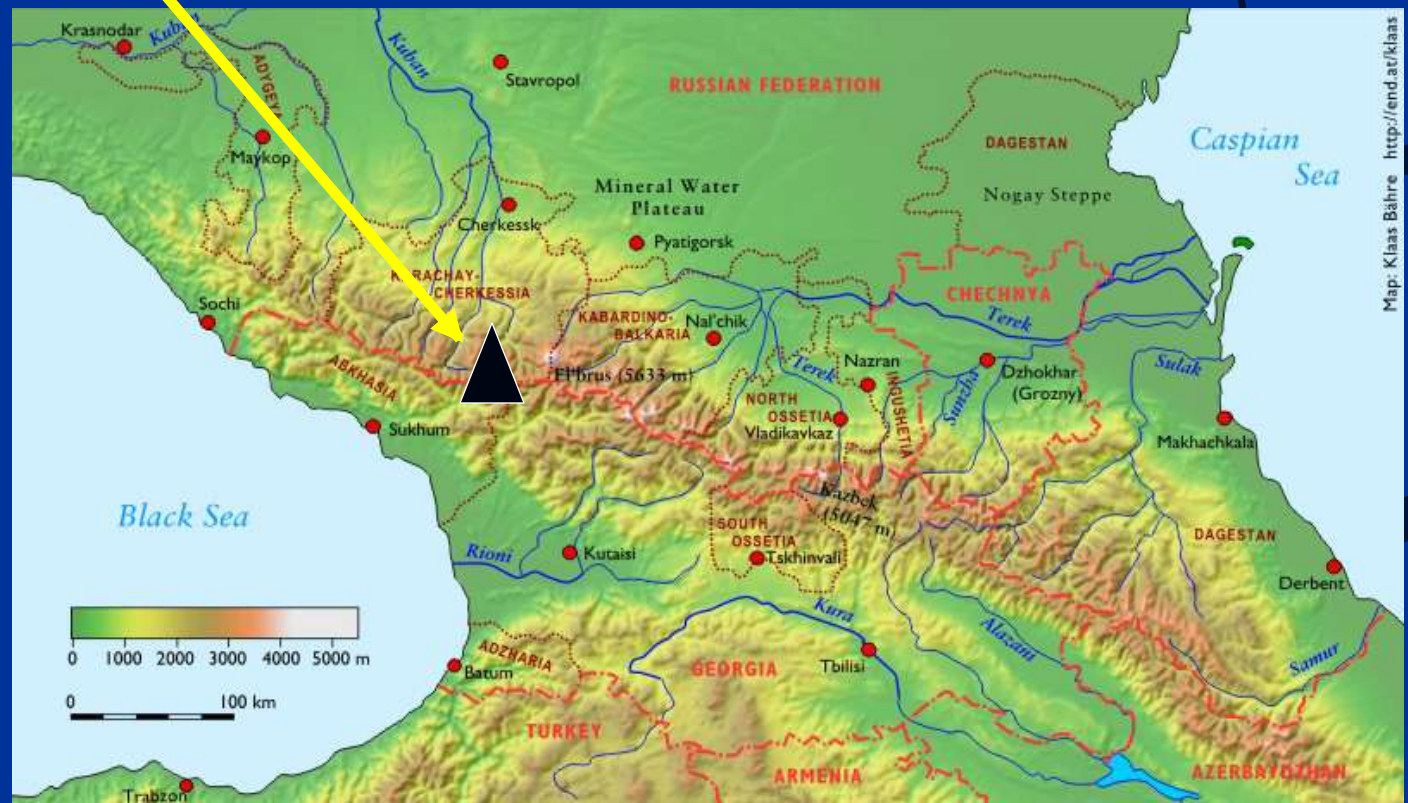 Krasnodar
Kuban
ADYGEY
Maykop
Kuban
Stavropol
RUSSIAN FEDERATION
DAGESTAN
Nogay Steppe
Caspian
Sea
Map: Klaas Bähre http://end.at/klaas
Mineral Water
Plateau
Cherkessk
Pyatigorsk
KARACHAY-
CHERKESSIA
Sochi
KABARDINO-
BALKARIA
Nal'chik
CHECHNYA
Terek
ABKHASIA
El'brus (5633 m)
Terek
Nazran
INGUSHETIA
Sunzha
Dzhokhar
(Grozny)
Sulak
Sukhum
NORTH
OSSETIA
Vladikavkaz
Makhachkala
Black Sea
Kazbek
(5047 m)
SOUTH
OSSETIA
Tskhinvali
Rioni
Kutaisi
DAGESTAN
Derbent
0 1000 2000 3000 4000 5000 m
0 100 km
Kura
Alazani
Samur
ADZHARIA
Batum
GEORGIA
Tbilisi
TURKEY
ARMENIA
AZERBAYDZHAN
Trabzon